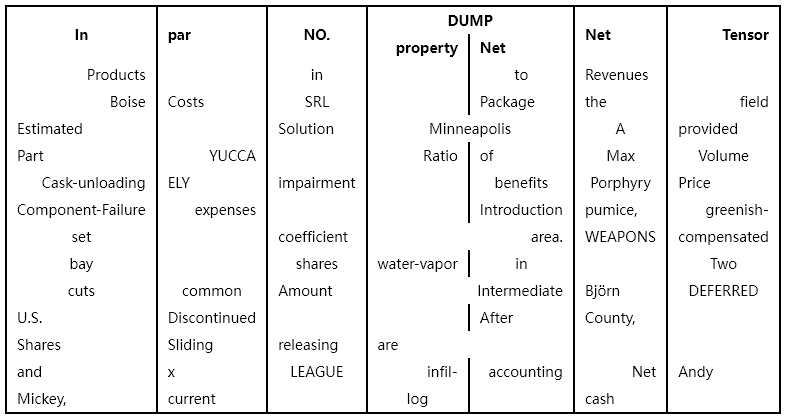 In par NO. DUMP Net Tensor
property Net
Products in to Revenues
Boise Costs SRL Package the field
Estimated Solution Minneapolis A provided
Part YUCCA Ratio of Max Volume
Cask-unloading ELY impairment benefits Porphyry Price
Component-Failure expenses Introduction pumice, greenish-
set coefficient area. WEAPONS compensated
bay shares water-vapor in Two
cuts common Amount Intermediate Björn DEFERRED
U.S. Discontinued After County,
Shares Sliding releasing are
and x LEAGUE infil- accounting Net Andy
Mickey, current log cash